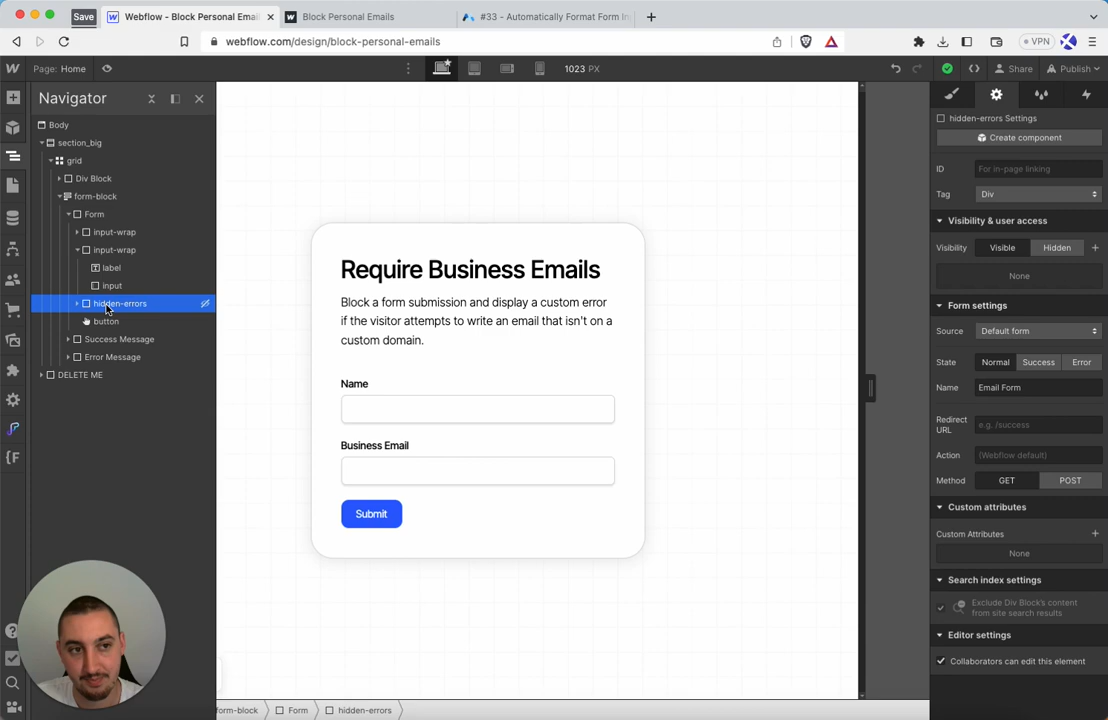 Save
Webflow - Block Personal Emai
Block Personal Emails
#33 - Automatically Format Form In
webflow.com/design/block-personal-emails
VPN
Page: Home
1023 PX
Share
Publish
Navigator
Body
section_big
grid
Div Block
form-block
Form
input-wrap
input-wrap
label
input
hidden-errors
button
Success Message
Error Message
DELETE ME
Require Business Emails
Block a form submission and display a custom error
if the visitor attempts to write an email that isn't on a
custom domain.
Name
Business Email
Submit
hidden-errors Settings
Create component
ID
For in-page linking
Tag
Div
Visibility & user access
Visibility
Visible
Hidden
None
Form settings
Source
Default form
State
Normal
Success
Error
Name
Email Form
Redirect
URL
e.g. /success
Action
(Webflow default)
Method
GET
POST
Custom attributes
Custom Attributes
None
Search index settings
Exclude Div Block's content
from site search results
Editor settings
Collaborators can edit this element
form-block
Form
hidden-errors